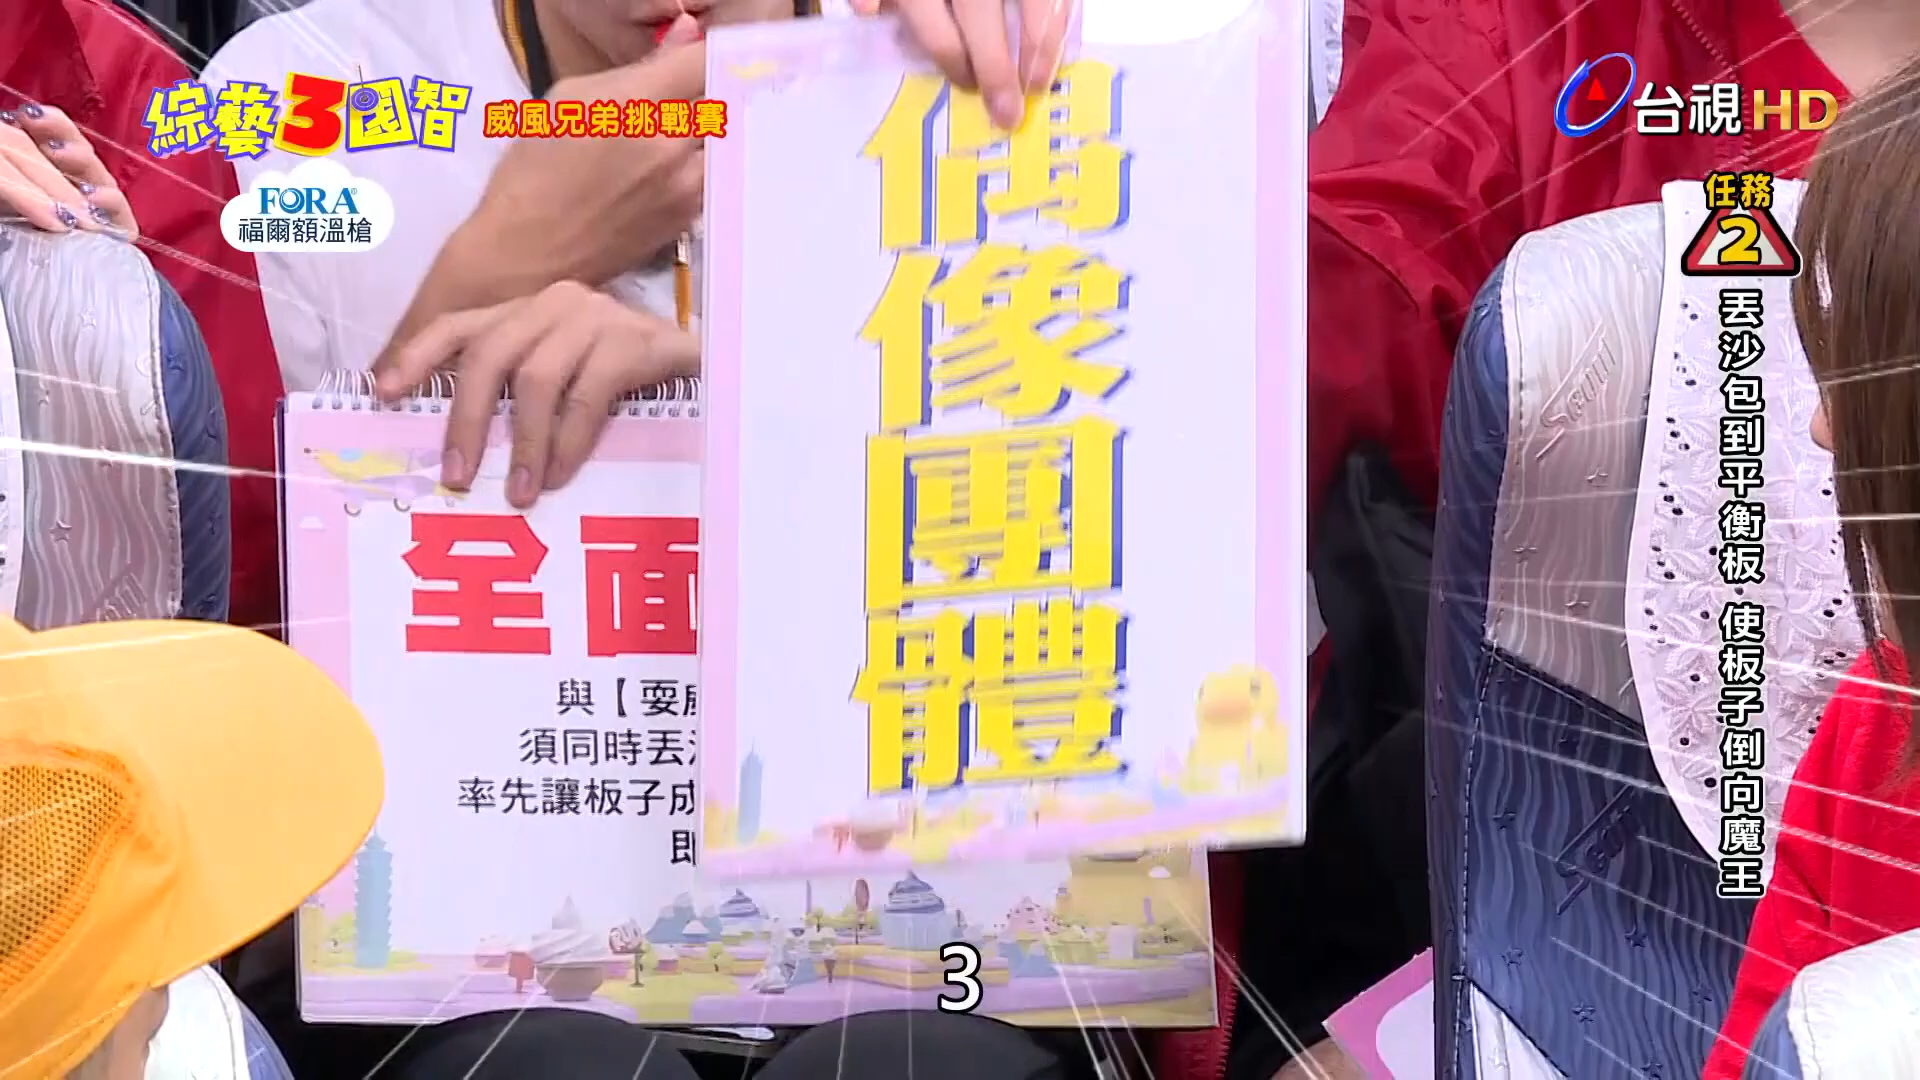 綜藝3國智
威風兄弟挑戰賽
FORA
福爾額溫槍
台視HD
任務
2
丟沙包到平衡板 使板子倒向魔王
偶像團體
全面
與【耍
須同時丟
率先讓板子成
即
3